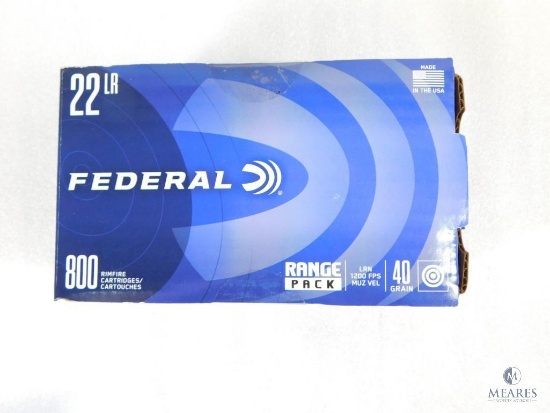 22 LR
MADE
IN THE USA
FEDERAL®
800
RIMFIRE
CARTRIDGES/
CARTOUCHES
RANGE
PACK
LRN
1200 FPS
MUZ VEL
40
GRAIN
M
MEARES